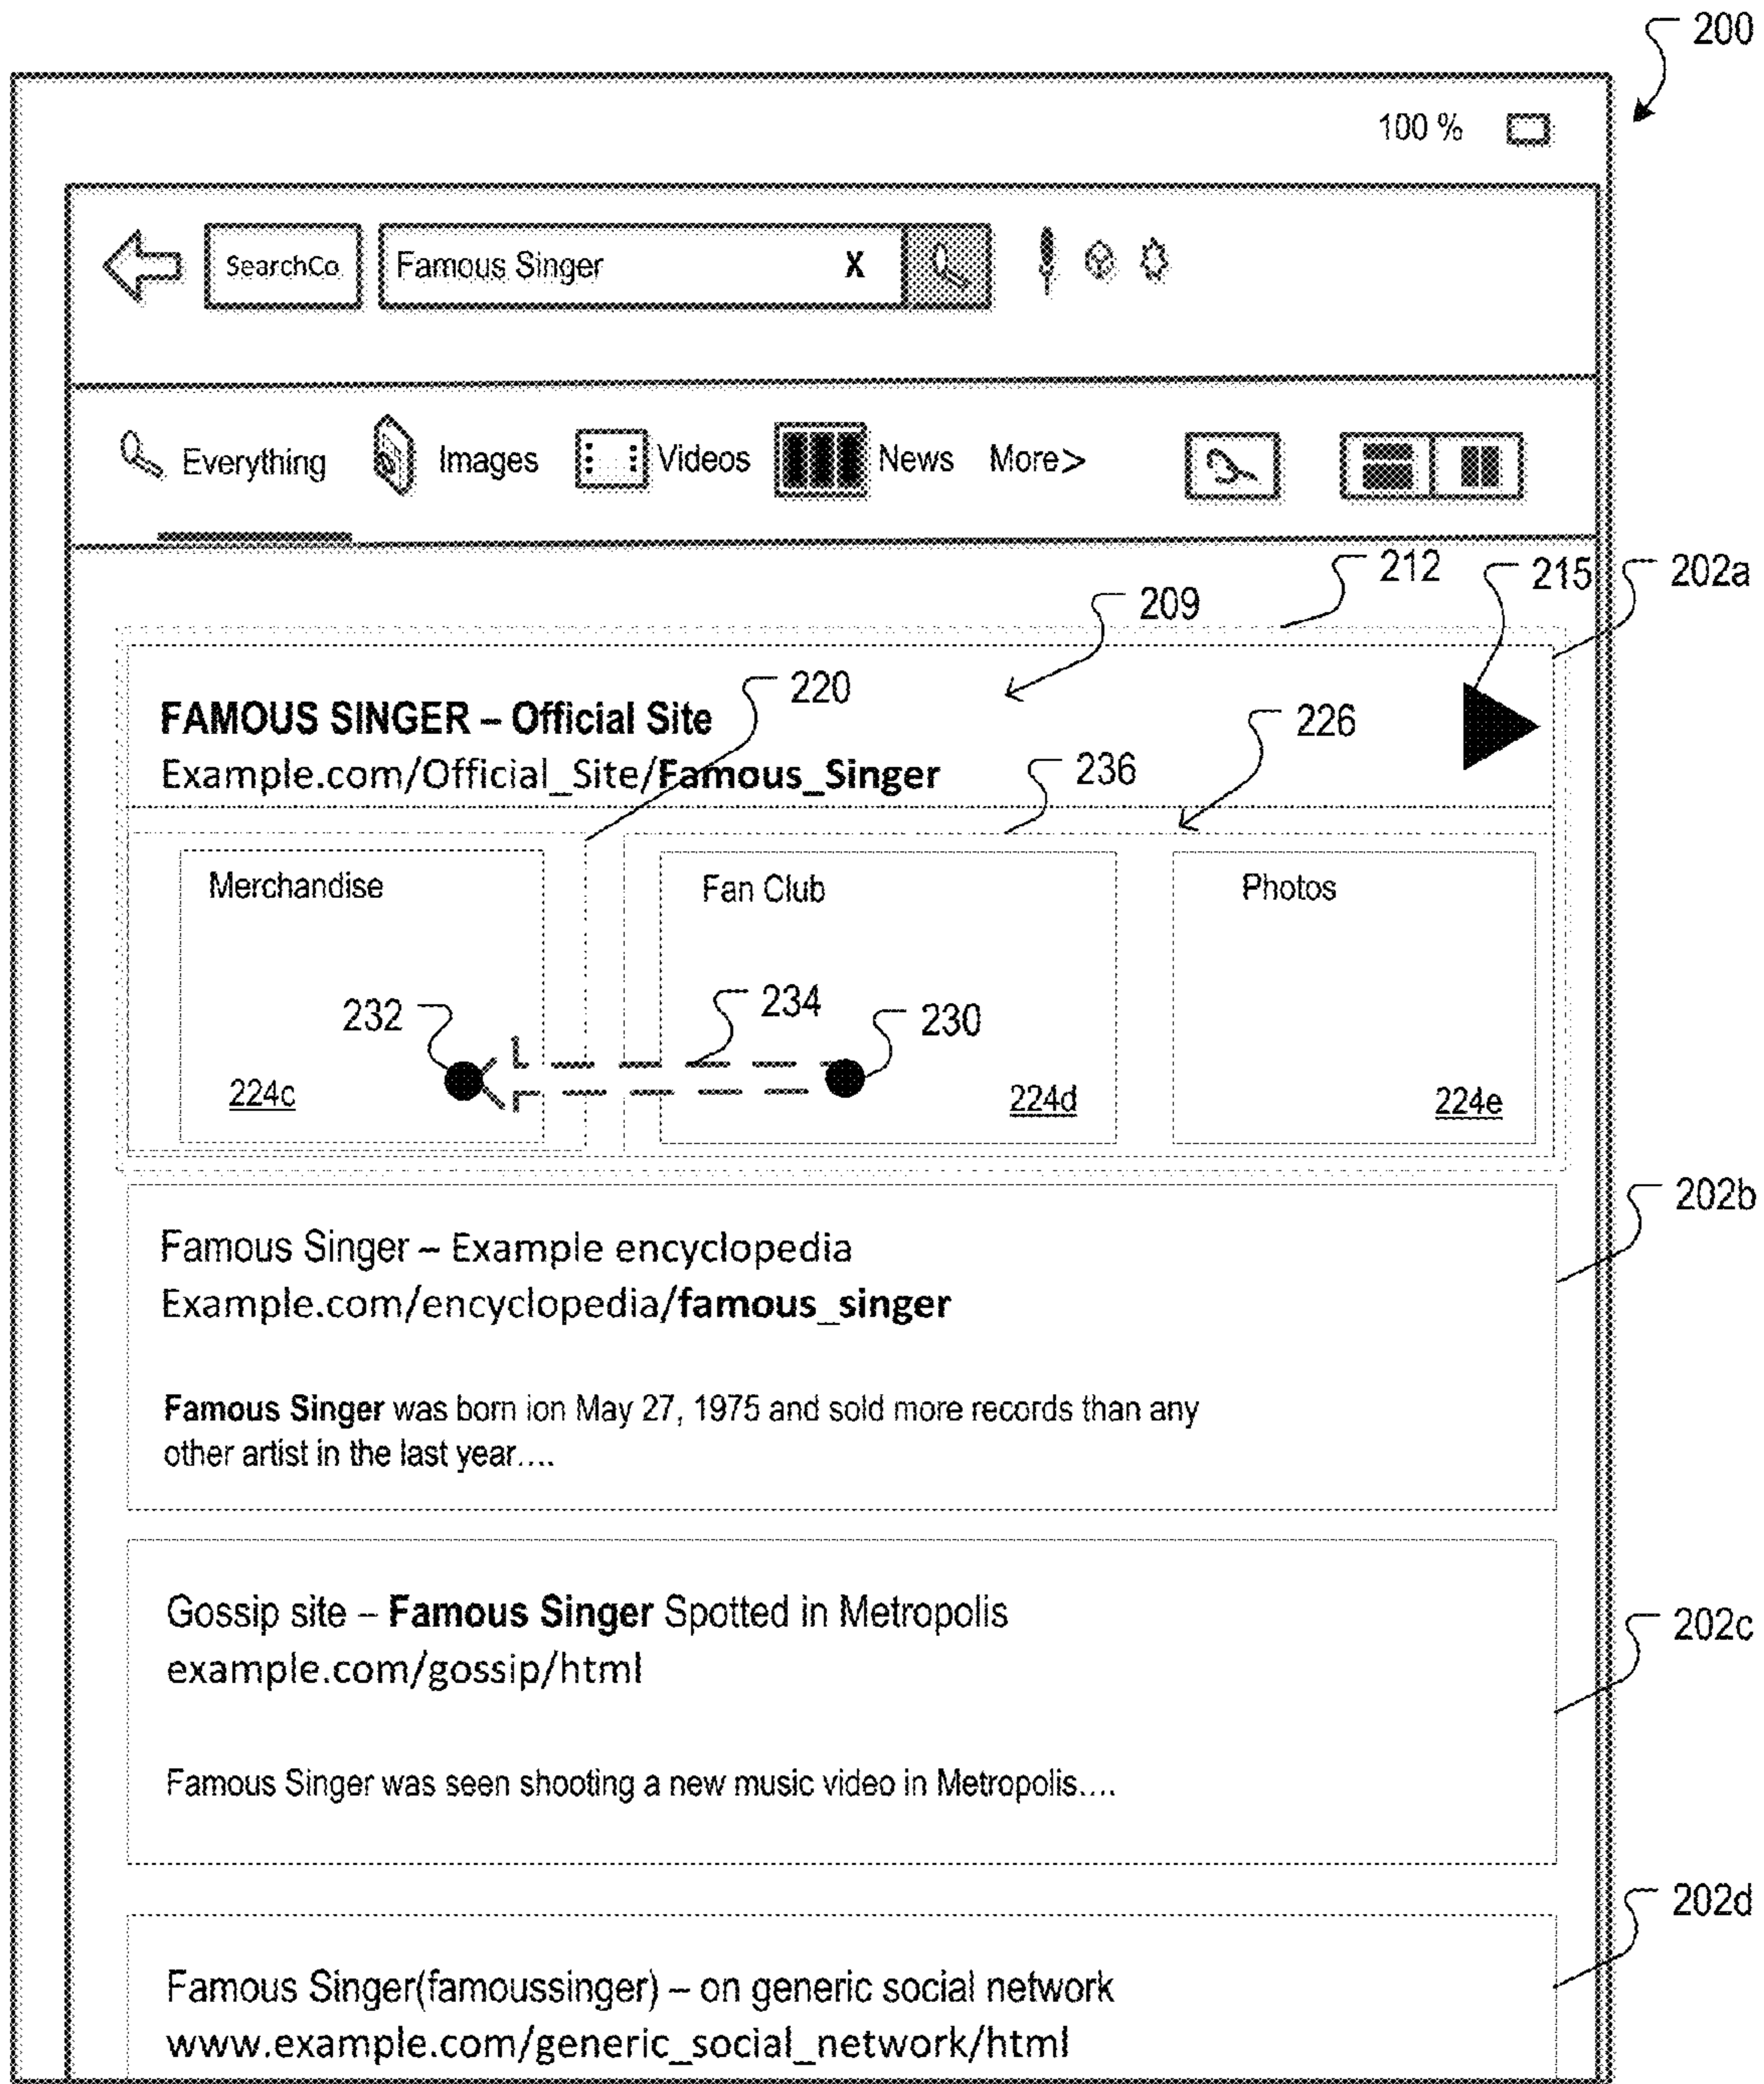 200
100 %
SearchCo
Famous Singer X
Everything Images Videos News More>
212 215 202a
209
220
FAMOUS SINGER – Official Site
226
Example.com/Official_Site/Famous_Singer
236
Merchandise Fan Club Photos
232 234 230
224c 224d 224e
202b
Famous Singer – Example encyclopedia
Example.com/encyclopedia/famous_singer
Famous Singer was born ion May 27, 1975 and sold more records than any
other artist in the last year....
Gossip site – Famous Singer Spotted in Metropolis
202c
example.com/gossip/html
Famous Singer was seen shooting a new music video in Metropolis....
202d
Famous Singer(famoussinger) – on generic social network
www.example.com/generic_social_network/html